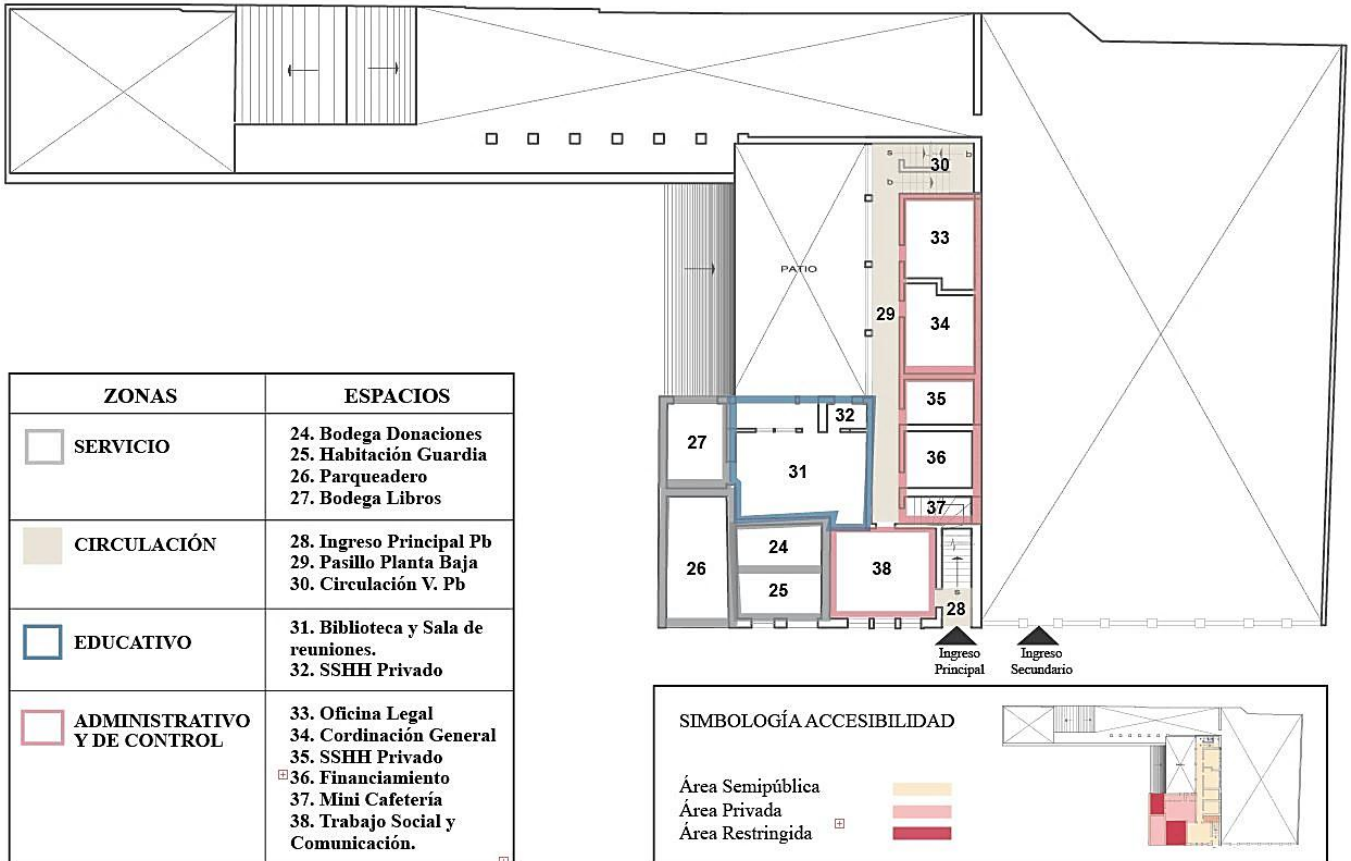 s
30
b
b
33
PATIO
29
34
35
32
27
36
31
37
24
26
38
25
s
28
Ingreso
Principal
Ingreso
Secundario
ZONAS
ESPACIOS
SERVICIO
24. Bodega Donaciones
25. Habitación Guardia
26. Parqueadero
27. Bodega Libros
CIRCULACIÓN
28. Ingreso Principal Pb
29. Pasillo Planta Baja
30. Circulación V. Pb
EDUCATIVO
31. Biblioteca y Sala de
reuniones.
32. SSHH Privado
ADMINISTRATIVO
Y DE CONTROL
33. Oficina Legal
34. Cordinación General
35. SSHH Privado
36. Financiamiento
37. Mini Cafetería
38. Trabajo Social y
Comunicación.
SIMBOLOGÍA ACCESIBILIDAD
Área Semipública
Área Privada
Área Restringida